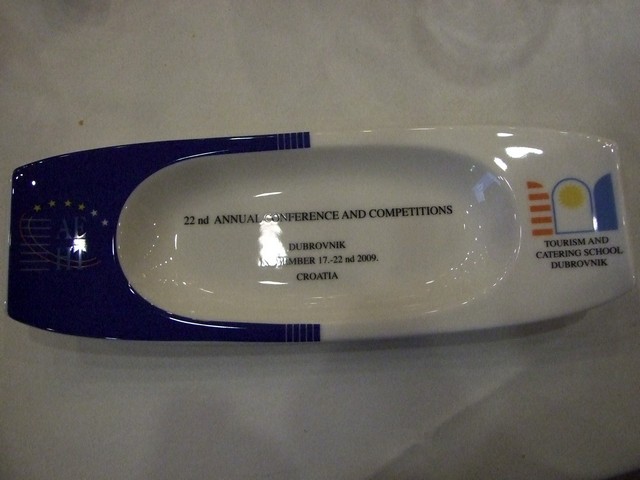 22 nd ANNUAL CONFERENCE AND COMPETITIONS
DUBROVNIK
17.-22 nd 2009.
CROATIA
TOURISM AND
CATERING SCHOOL
DUBROVNIK